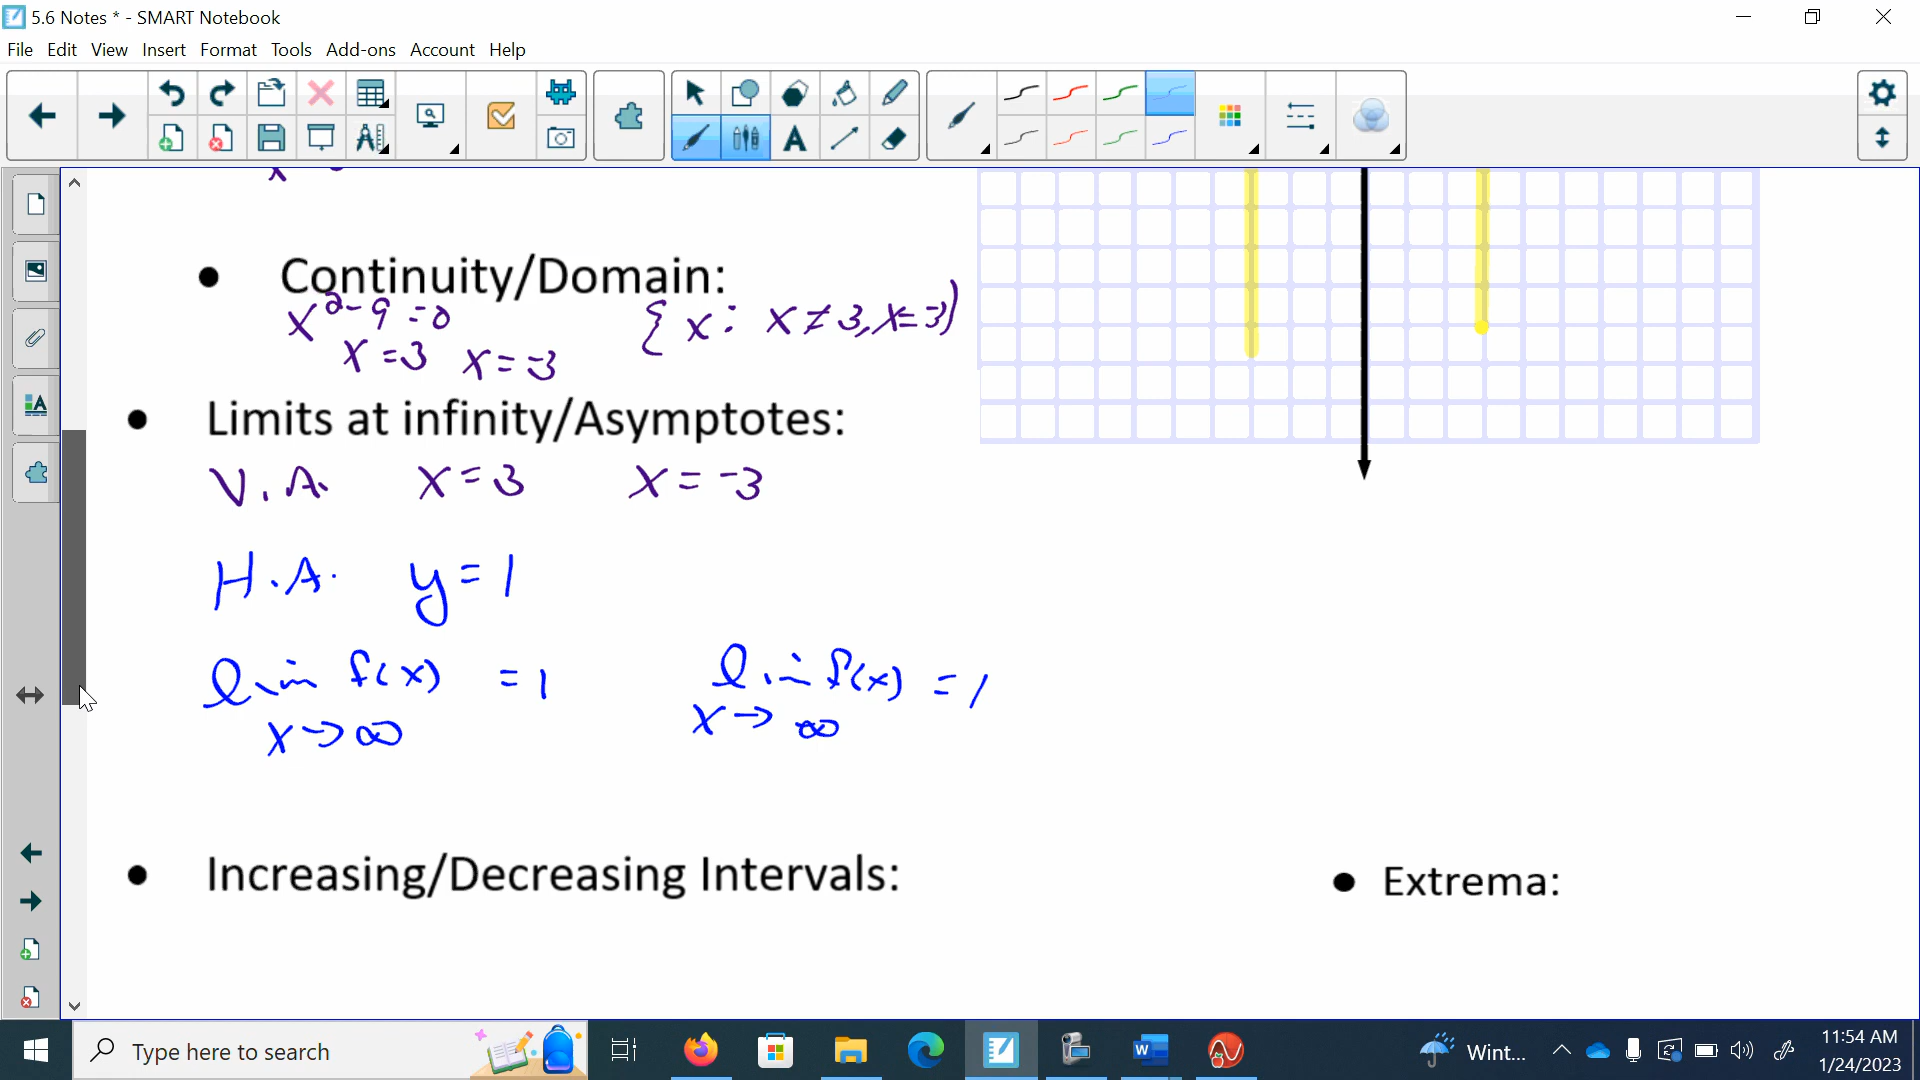 5.6 Notes * - SMART Notebook
File Edit View Insert Format Tools Add-ons Account Help
• Continuity/Domain:
x²-9=0 {x: x≠3,x=-3)
x=3 x=-3
• Limits at infinity/Asymptotes:
V.A. x=3 x=-3
H.A. y=1
lim f(x) =1 lim f(x) =1
x→∞ x→∞
• Increasing/Decreasing Intervals: • Extrema:
Type here to search
Wint...
11:54 AM
1/24/2023